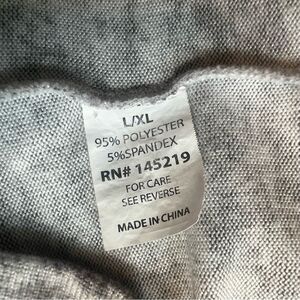 L/XL
95% POLYESTER
5%SPANDEX
RN# 145219
FOR CARE
SEE REVERSE
MADE IN CHINA